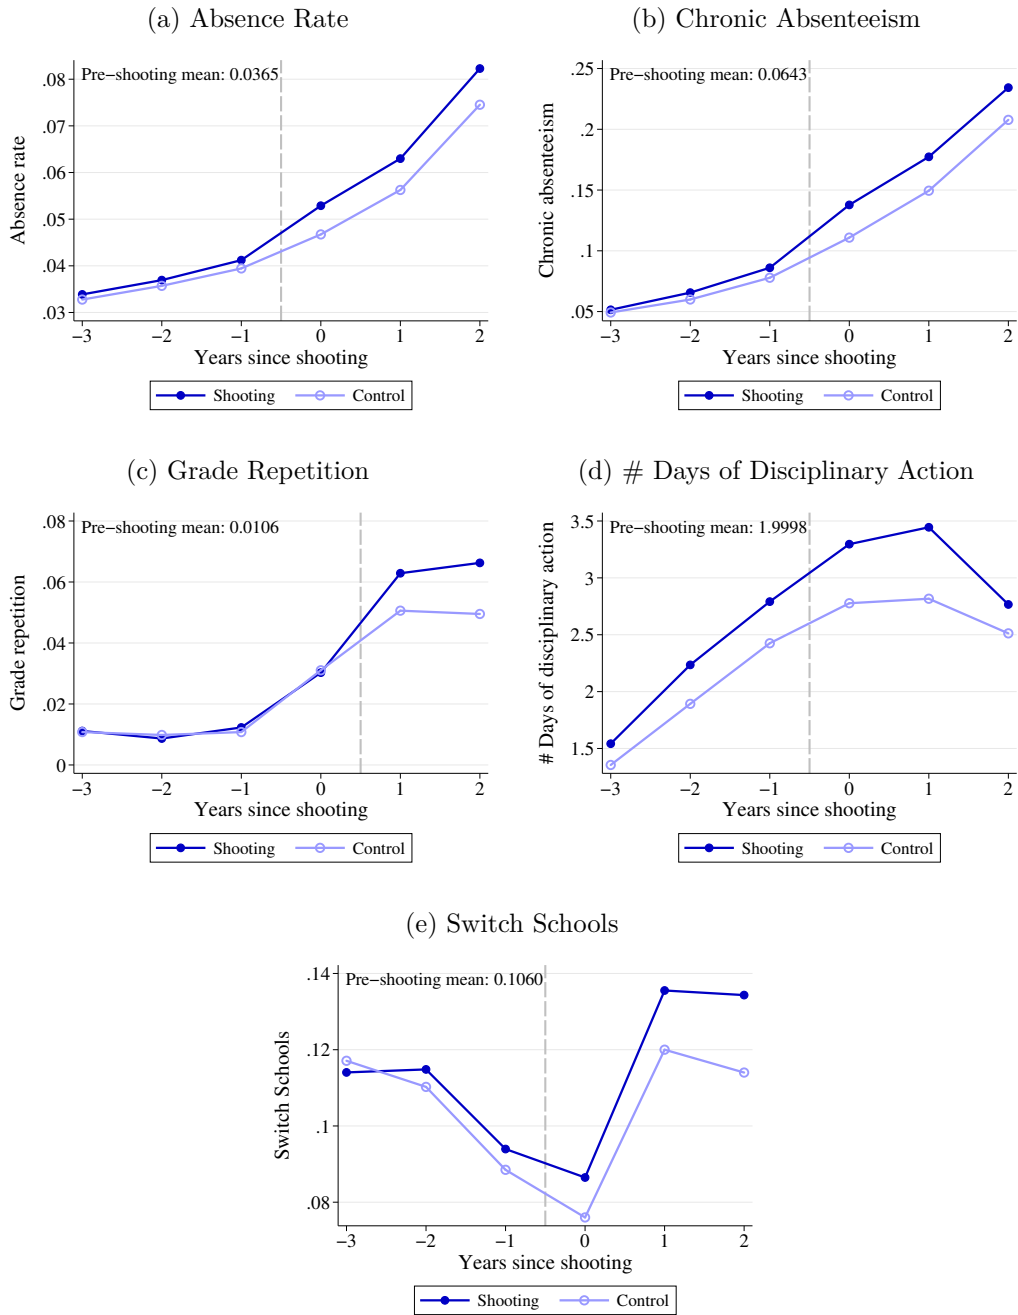 (a) Absence Rate
Pre−shooting mean: 0.0365
Absence rate
.08
.07
.06
.05
.04
.03
−3 −2 −1 0 1 2
Years since shooting
Shooting Control
(b) Chronic Absenteeism
Pre−shooting mean: 0.0643
Chronic absenteeism
.25
.2
.15
.1
.05
−3 −2 −1 0 1 2
Years since shooting
Shooting Control
(c) Grade Repetition
Pre−shooting mean: 0.0106
Grade repetition
.08
.06
.04
.02
0
−3 −2 −1 0 1 2
Years since shooting
Shooting Control
(d) # Days of Disciplinary Action
Pre−shooting mean: 1.9998
# Days of disciplinary action
3.5
3
2.5
2
1.5
−3 −2 −1 0 1 2
Years since shooting
Shooting Control
(e) Switch Schools
Pre−shooting mean: 0.1060
Switch Schools
.14
.12
.1
.08
−3 −2 −1 0 1 2
Years since shooting
Shooting Control